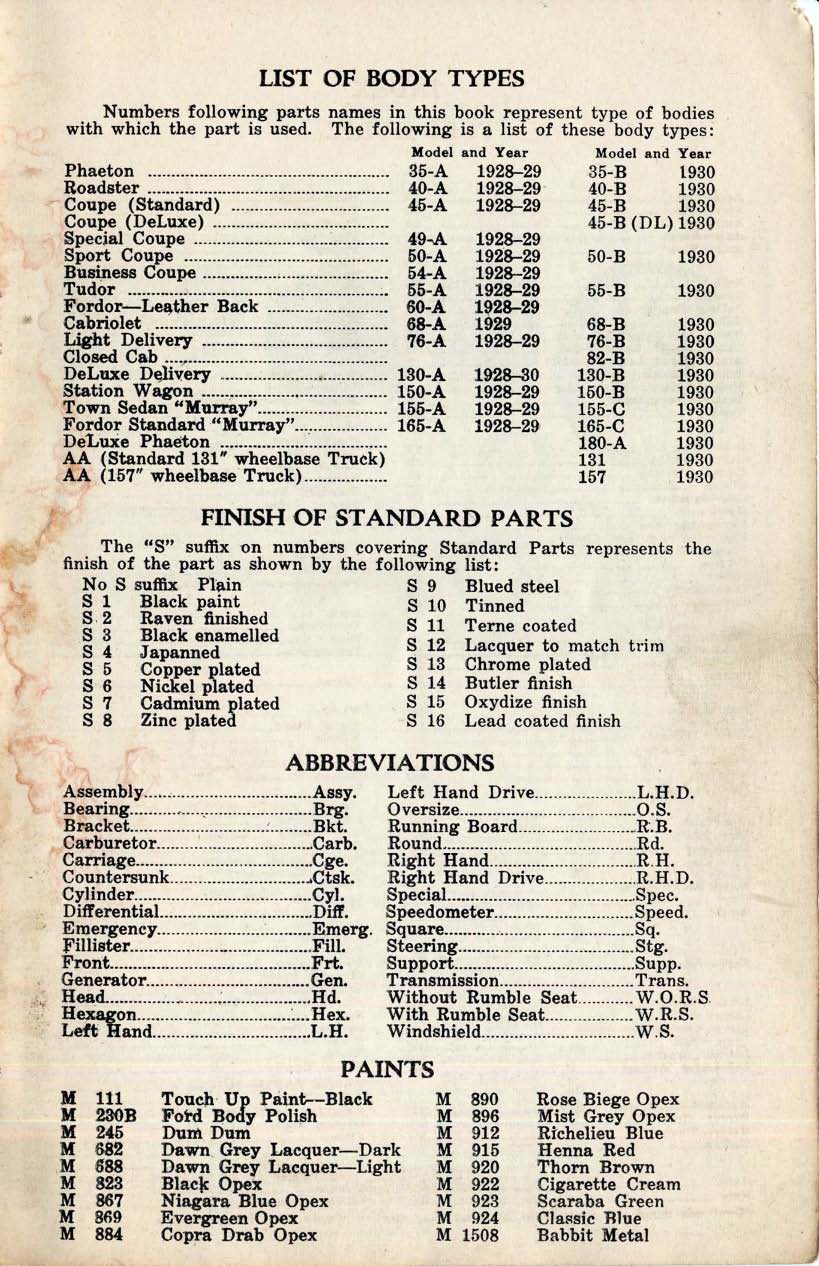 LIST OF BODY TYPES
Numbers following parts names in this book represent type of bodies
with which the part is used. The following is a list of these body types:
Model and Year Model and Year
Phaeton 35-A 1928–29 35-B 1930
Roadster 40-A 1928–29 40-B 1930
Coupe (Standard) 45-A 1928–29 45-B 1930
Coupe (DeLuxe) 45-B (DL) 1930
Special Coupe 49-A 1928–29
Sport Coupe 50-A 1928–29 50-B 1930
Business Coupe 54-A 1928–29
Tudor 55-A 1928–29 55-B 1930
Fordor—Leather Back 60-A 1928–29
Cabriolet 68-A 1929 68-B 1930
Light Delivery 76-A 1928–29 76-B 1930
Closed Cab 82-B 1930
DeLuxe Delivery 130-A 1928–30 130-B 1930
Station Wagon 150-A 1928–29 150-B 1930
Town Sedan “Murray” 155-A 1928–29 155-C 1930
Fordor Standard “Murray” 165-A 1928–29 165-C 1930
DeLuxe Phaeton 180-A 1930
AA (Standard 131″ wheelbase Truck) 131 1930
AA (157″ wheelbase Truck) 157 1930
FINISH OF STANDARD PARTS
The “S” suffix on numbers covering Standard Parts represents the
finish of the part as shown by the following list:
No S suffix Plain S 9 Blued steel
S 1 Black paint S 10 Tinned
S 2 Raven finished S 11 Terne coated
S 3 Black enamelled S 12 Lacquer to match trim
S 4 Japanned S 13 Chrome plated
S 5 Copper plated S 14 Butler finish
S 6 Nickel plated S 15 Oxydize finish
S 7 Cadmium plated S 16 Lead coated finish
S 8 Zinc plated
ABBREVIATIONS
Assembly Assy. Left Hand Drive L.H.D.
Bearing Brg. Oversize O.S.
Bracket Bkt. Running Board R.B.
Carburetor Carb. Round Rd.
Carriage Cge. Right Hand R.H.
Countersunk Ctsk. Right Hand Drive R.H.D.
Cylinder Cyl. Special Spec.
Differential Diff. Speedometer Speed.
Emergency Emerg. Square Sq.
Fillister Fill. Steering Stg.
Front Frt. Support Supp.
Generator Gen. Transmission Trans.
Head Hd. Without Rumble Seat W.O.R.S.
Hexagon Hex. With Rumble Seat W.R.S.
Left Hand L.H. Windshield W.S.
PAINTS
M 111 Touch Up Paint—Black M 890 Rose Biege Opex
M 230B Ford Body Polish M 896 Mist Grey Opex
M 245 Dum Dum M 912 Richelieu Blue
M 682 Dawn Grey Lacquer—Dark M 915 Henna Red
M 688 Dawn Grey Lacquer—Light M 920 Thorn Brown
M 823 Black Opex M 922 Cigarette Cream
M 867 Niagara Blue Opex M 923 Scaraba Green
M 869 Evergreen Opex M 924 Classic Blue
M 884 Copra Drab Opex M 1508 Babbit Metal